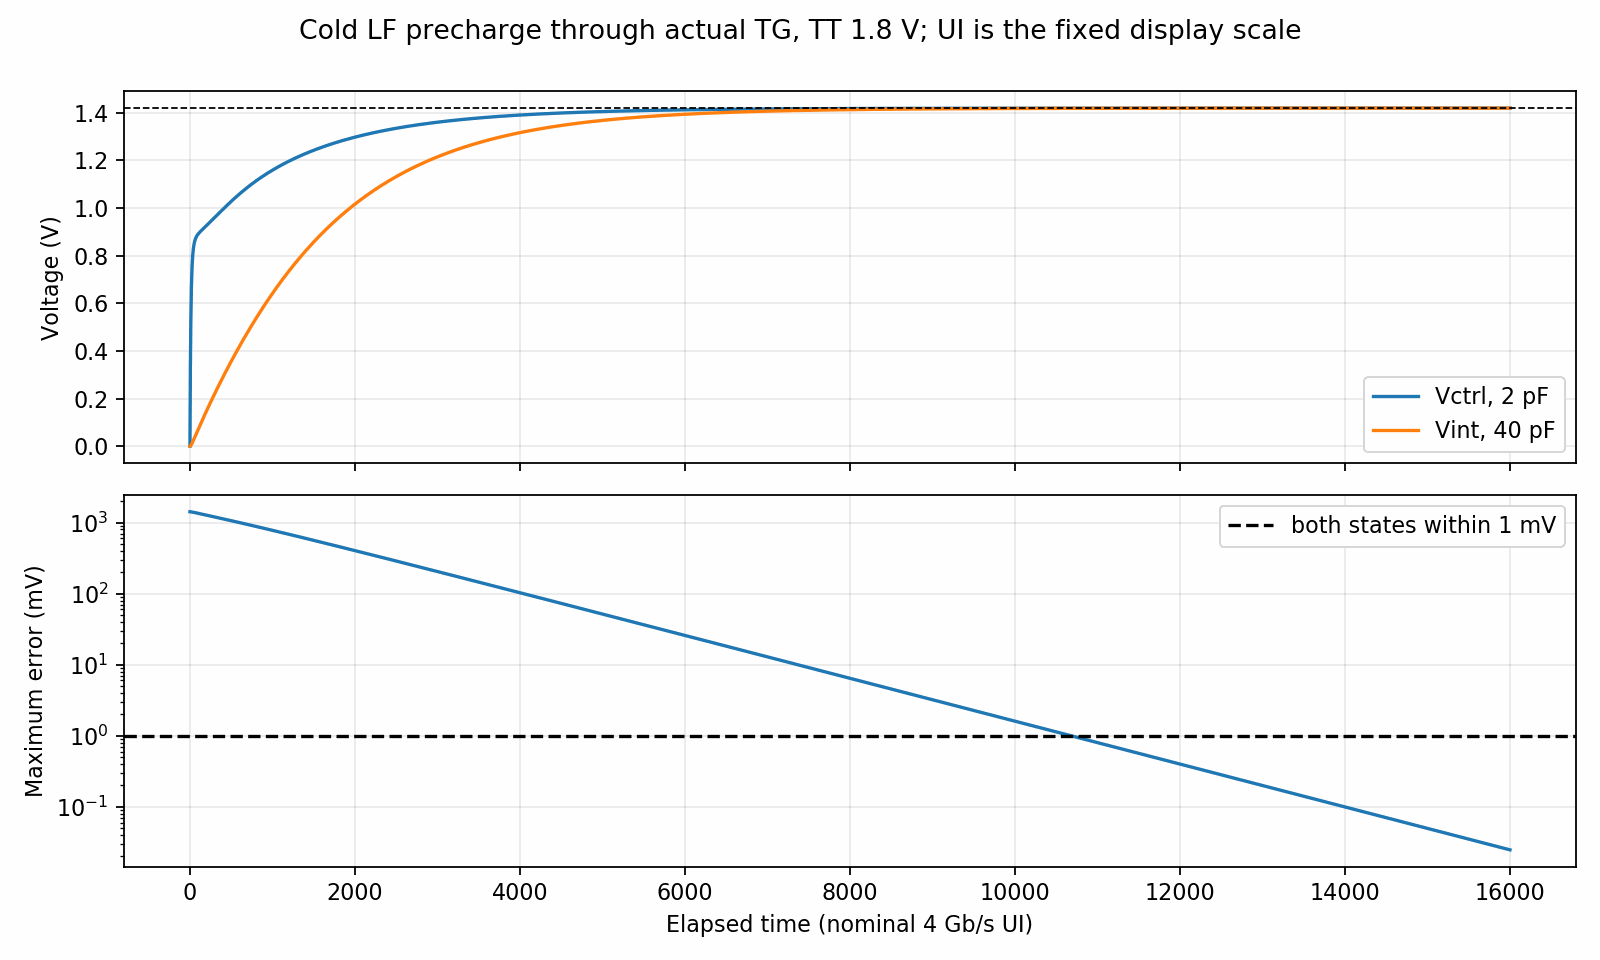 Cold LF precharge through actual TG, TT 1.8 V; UI is the fixed display scale
Voltage (V)
1.4
1.2
1.0
0.8
0.6
0.4
0.2
0.0
Vctrl, 2 pF
Vint, 40 pF
Maximum error (mV)
10³
10²
10¹
10⁰
10⁻¹
both states within 1 mV
0 2000 4000 6000 8000 10000 12000 14000 16000
Elapsed time (nominal 4 Gb/s UI)